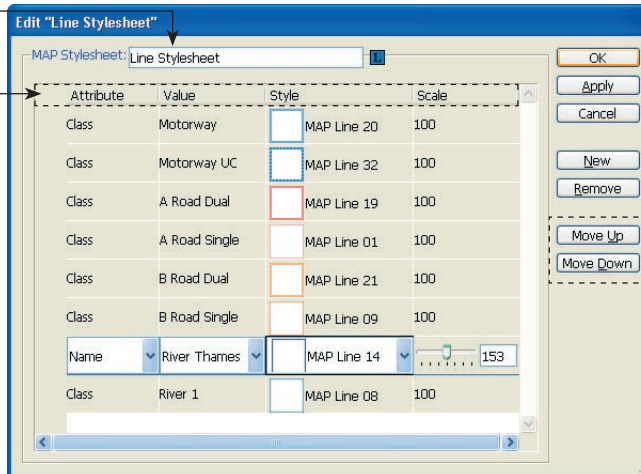 Edit "Line Stylesheet"
MAP Stylesheet: Line Stylesheet L
OK
Apply
Cancel
New
Remove
Move Up
Move Down
Attribute Value Style Scale
Class Motorway MAP Line 20 100
Class Motorway UC MAP Line 32 100
Class A Road Dual MAP Line 19 100
Class A Road Single MAP Line 01 100
Class B Road Dual MAP Line 21 100
Class B Road Single MAP Line 09 100
Name River Thames MAP Line 14 153
Class River 1 MAP Line 08 100